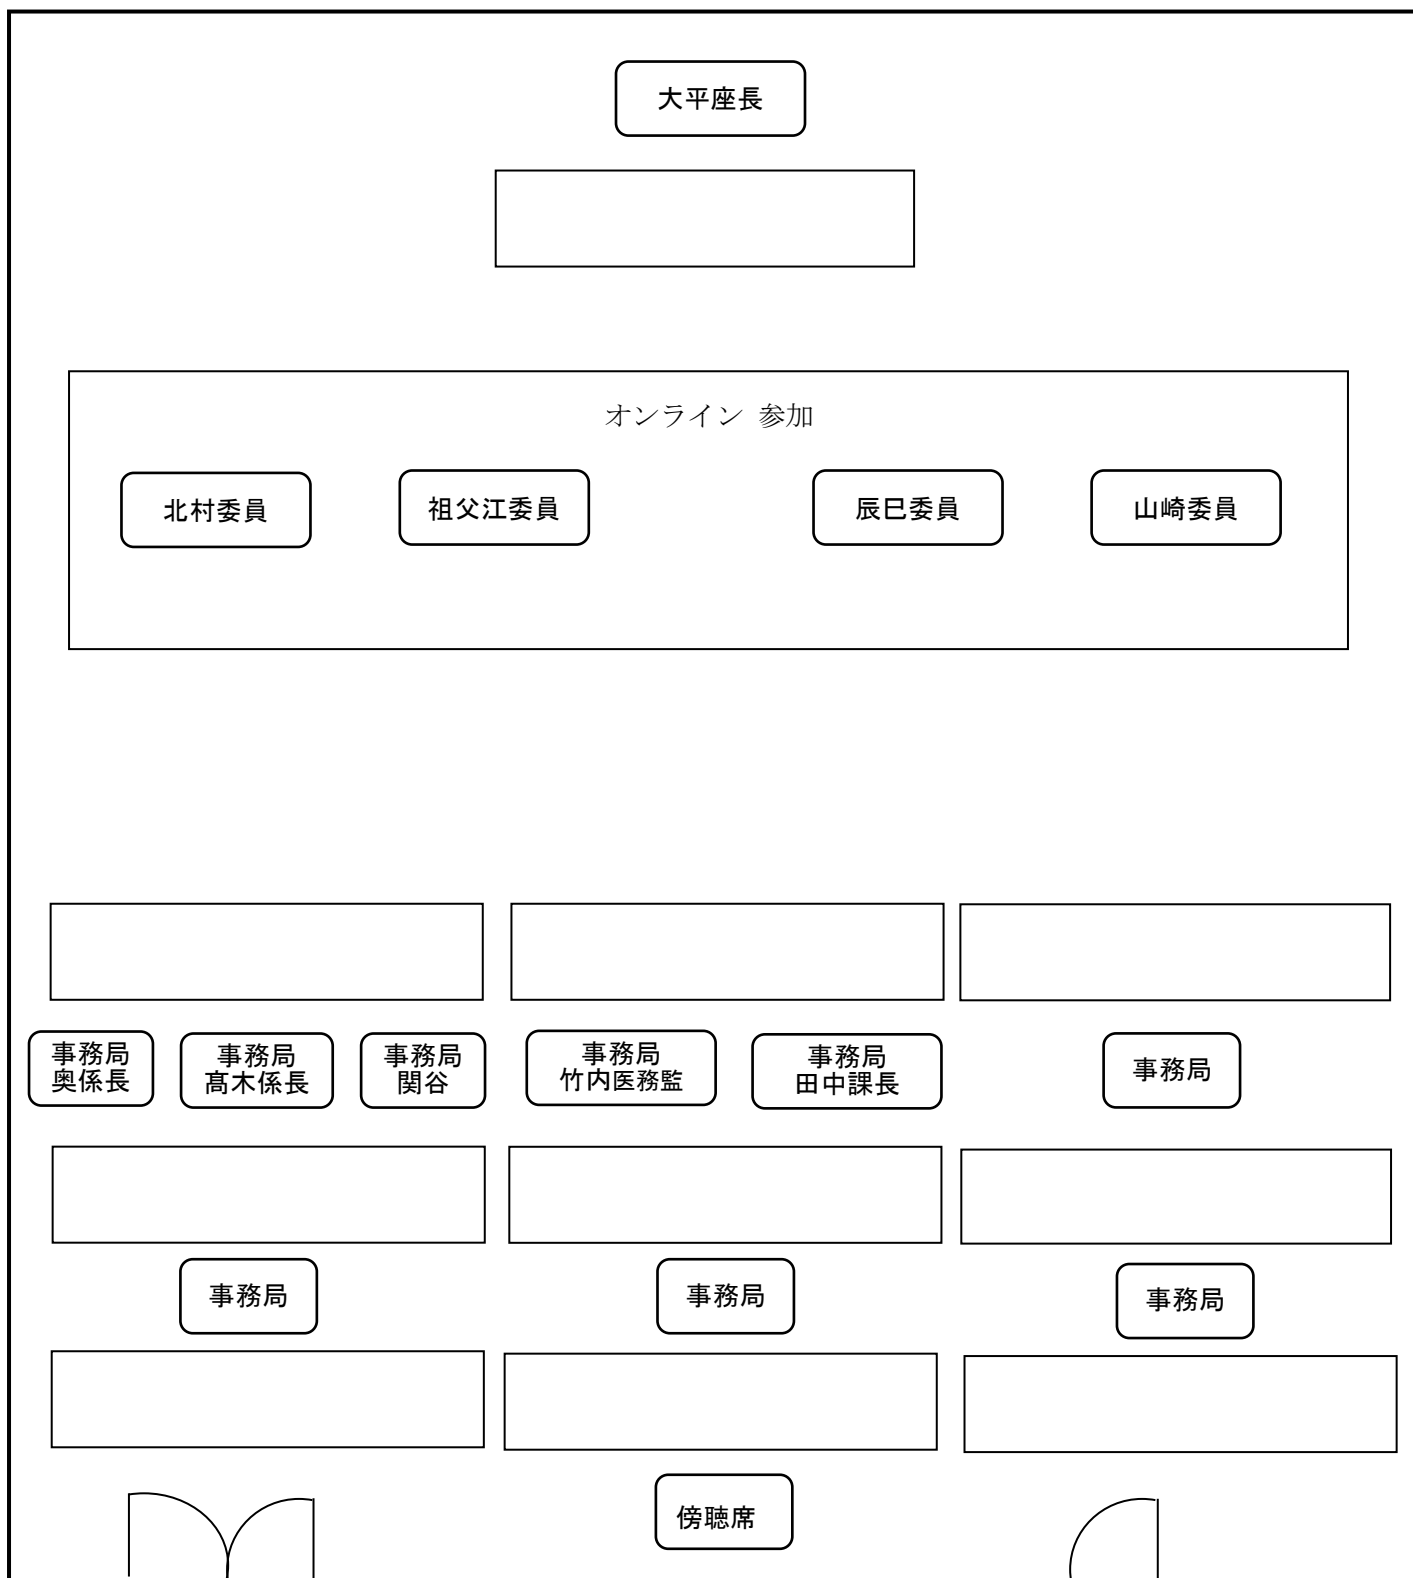 大平座長
オンライン 参加
北村委員
祖父江委員
辰巳委員
山崎委員
事務局
奥係長
事務局
髙木係長
事務局
関谷
事務局
竹内医務監
事務局
田中課長
事務局
事務局
事務局
事務局
傍聴席